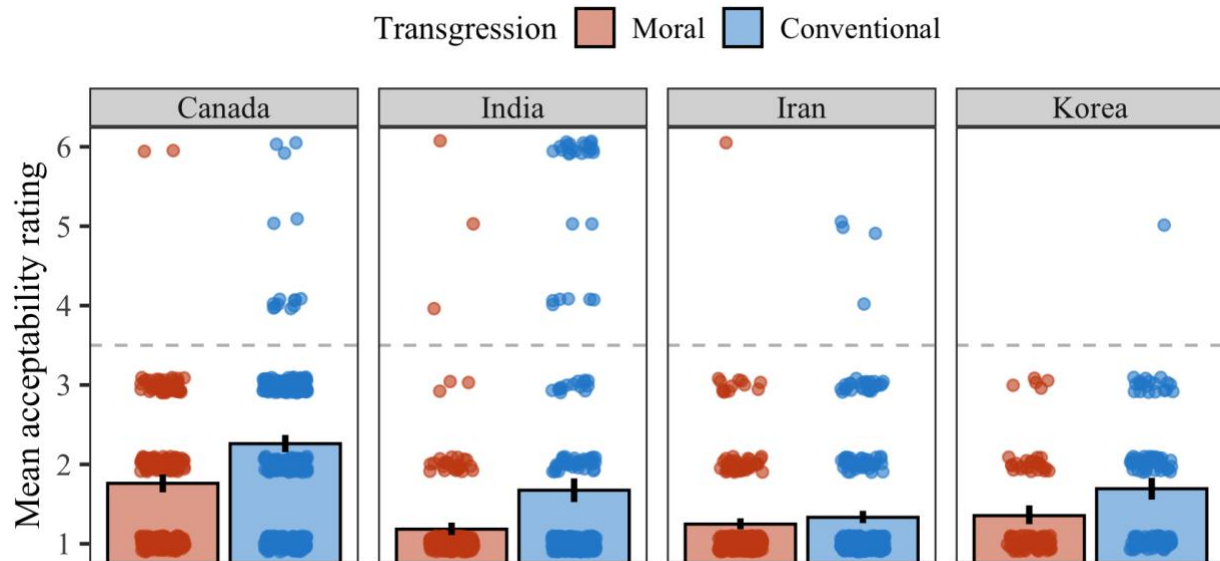 Transgression Moral Conventional
Canada India Iran Korea
Mean acceptability rating
6
5
4
3
2
1